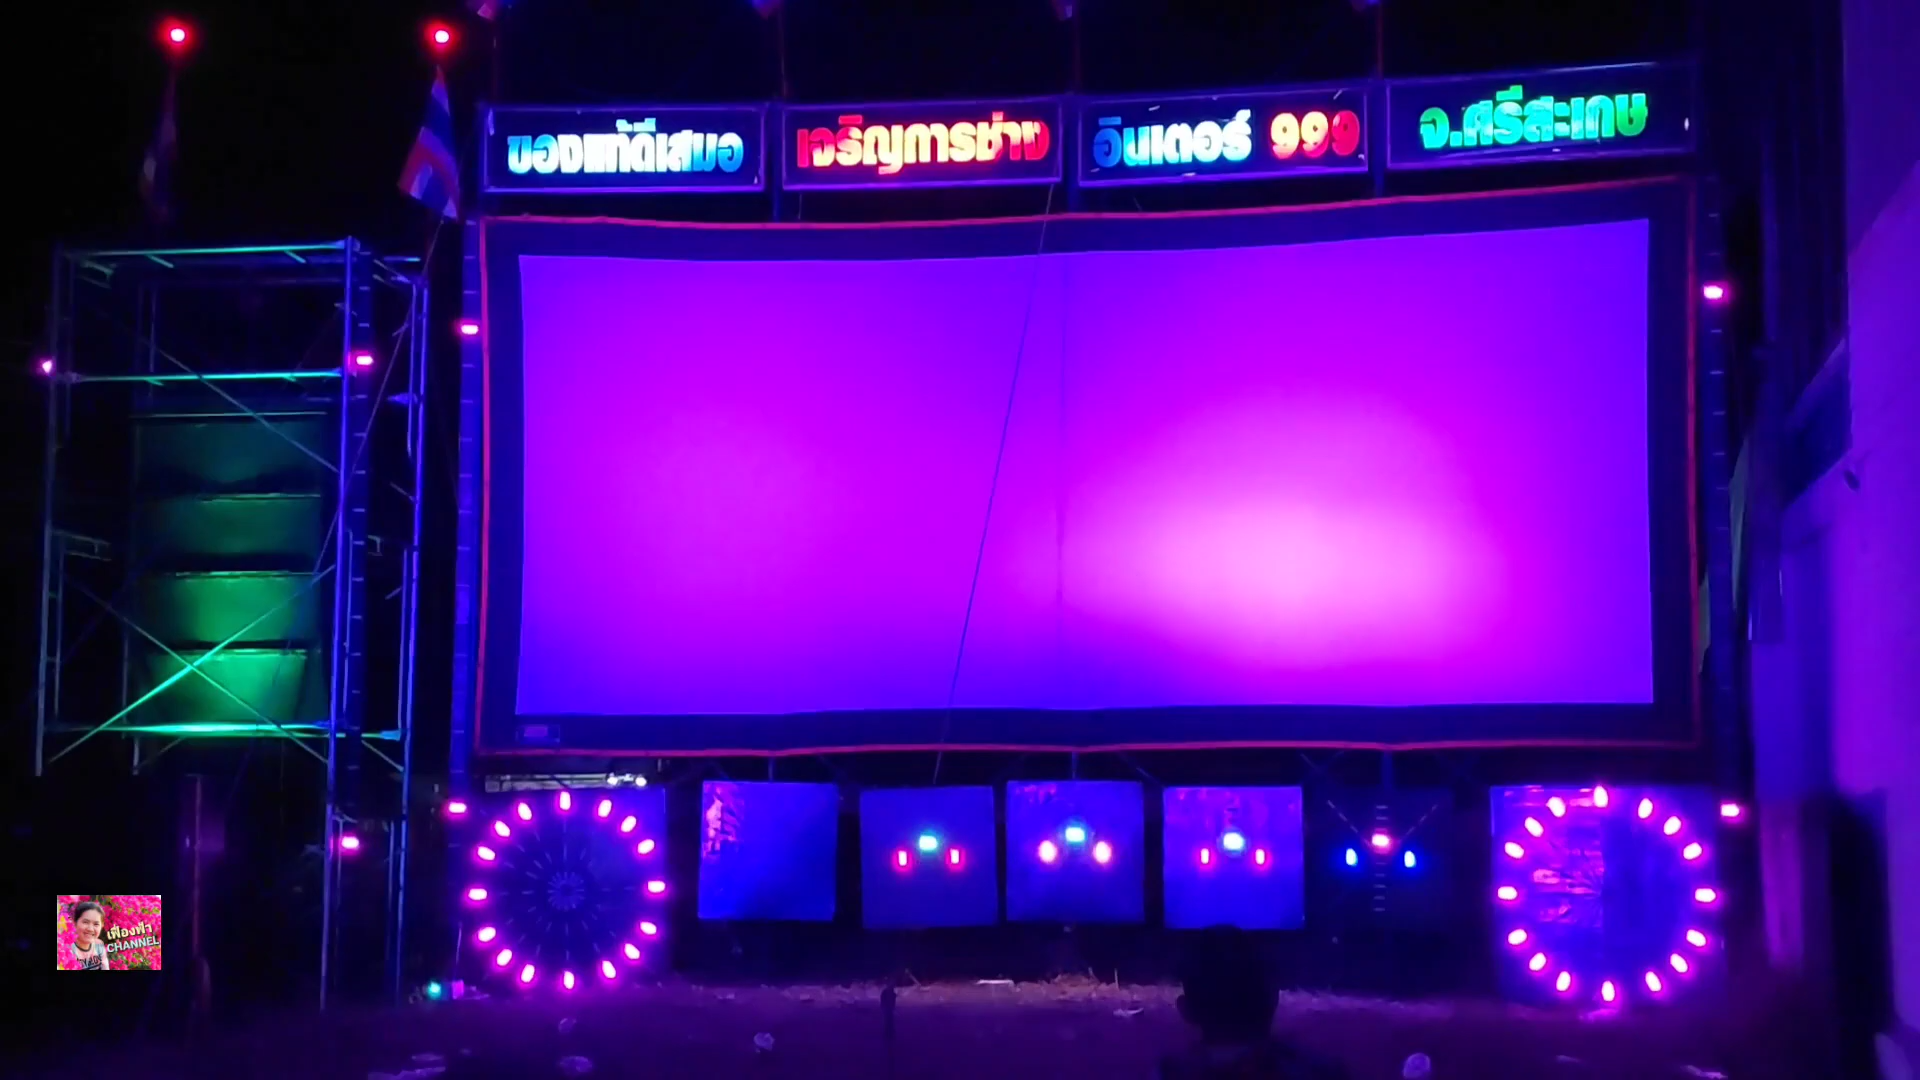 ของแท้ดีเสมอ เจริญการช่าง อินเตอร์ 999 จ.ศรีสะเกษ
เฟื่องฟ้า
CHANNEL